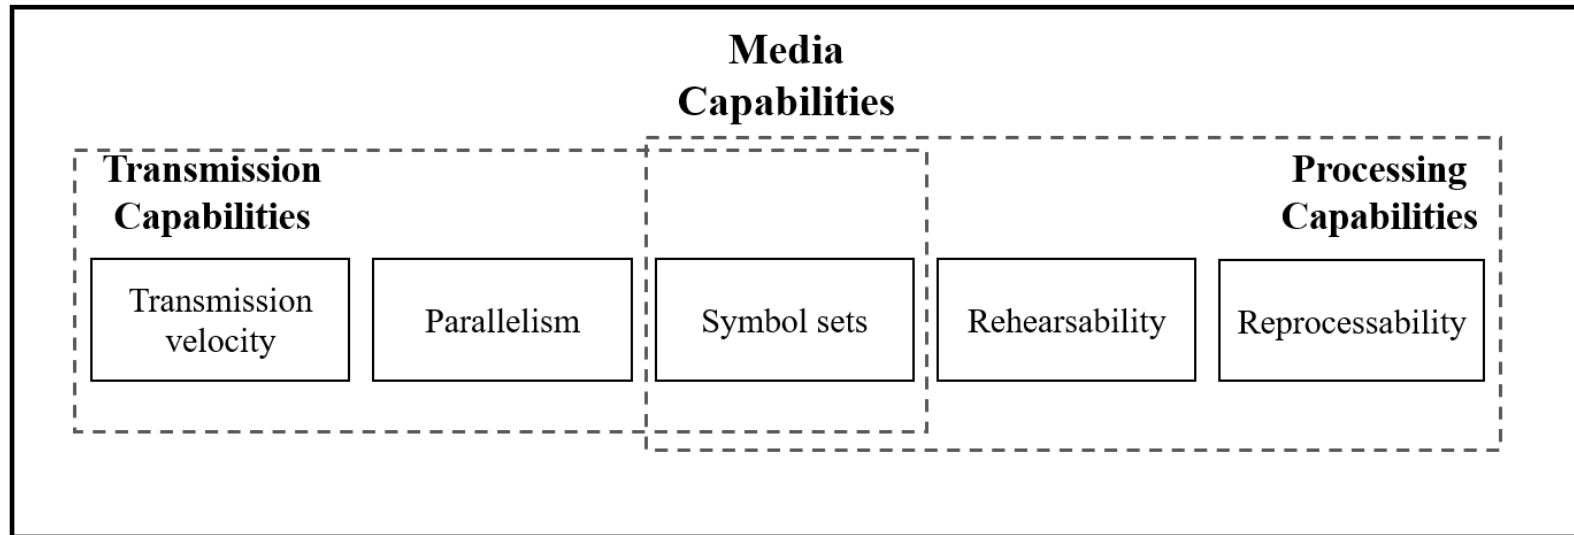 Media
Capabilities
Transmission
Capabilities
Processing
Capabilities
Transmission
velocity
Parallelism
Symbol sets
Rehearsability
Reprocessability